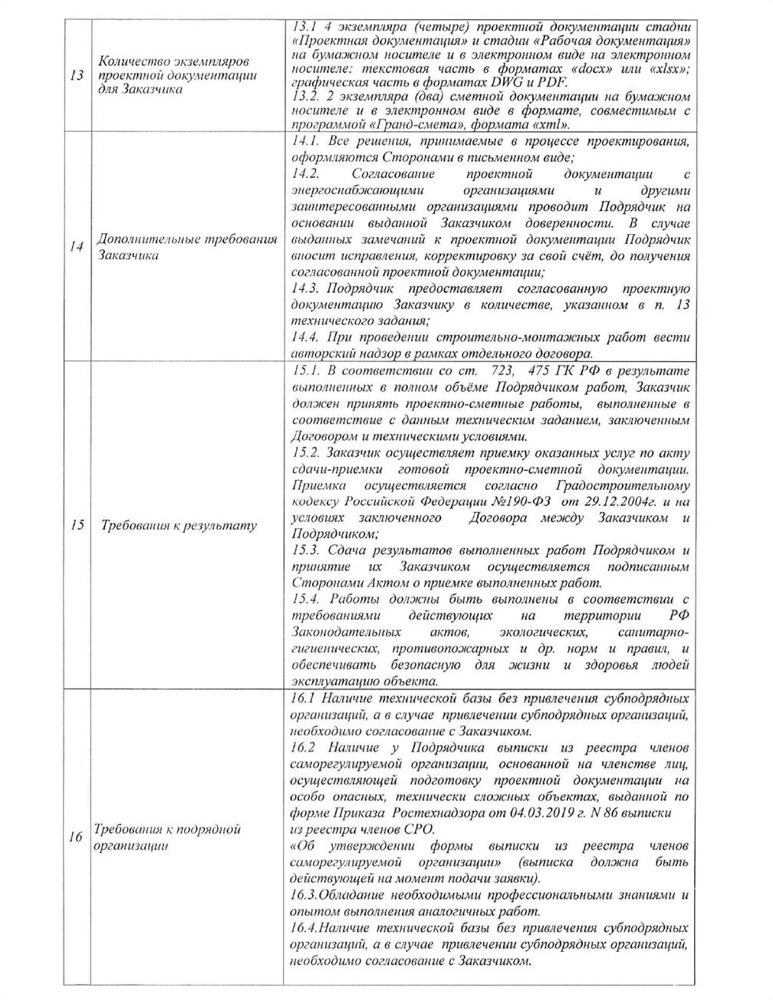 13
Количество экземпляров
проектной документации
для Заказчика
13.1 4 экземпляра (четыре) проектной документации стадии
«Проектная документация» и стадии «Рабочая документация»
на бумажном носителе и в электронном виде на электронном
носителе: текстовая часть в форматах «docx» или «xlsx»;
графическая часть в форматах DWG и PDF.
13.2. 2 экземпляра (два) сметной документации на бумажном
носителе и в электронном виде в формате, совместимым с
программой «Гранд-смета», формата «xml».
14
Дополнительные требования
Заказчика
14.1. Все решения, принимаемые в процессе проектирования,
оформляются Сторонами в письменном виде;
14.2. Согласование проектной документации с
энергоснабжающими организациями и другими
заинтересованными организациями проводит Подрядчик на
основании выданной Заказчиком доверенности. В случае
выданных замечаний к проектной документации Подрядчик
вносит исправления, корректировку за свой счёт, до получения
согласованной проектной документации;
14.3. Подрядчик предоставляет согласованную проектную
документацию Заказчику в количестве, указанном в п. 13
технического задания;
14.4. При проведении строительно-монтажных работ вести
авторский надзор в рамках отдельного договора.
15
Требования к результату
15.1. В соответствии со ст. 723, 475 ГК РФ в результате
выполненных в полном объёме Подрядчиком работ, Заказчик
должен принять проектно-сметные работы, выполненные в
соответствие с данным техническим заданием, заключенным
Договором и техническими условиями.
15.2. Заказчик осуществляет приемку оказанных услуг по акту
сдачи-приемки готовой проектно-сметной документации.
Приемка осуществляется согласно Градостроительному
кодексу Российской Федерации №190-ФЗ от 29.12.2004г. и на
условиях заключенного Договора между Заказчиком и
Подрядчиком;
15.3. Сдача результатов выполненных работ Подрядчиком и
принятие их Заказчиком осуществляется подписанным
Сторонами Актом о приемке выполненных работ.
15.4. Работы должны быть выполнены в соответствии с
требованиями действующих на территории РФ
Законодательных актов, экологических, санитарно-
гигиенических, противопожарных и др. норм и правил, и
обеспечивать безопасную для жизни и здоровья людей
эксплуатацию объекта.
16
Требования к подрядной
организации
16.1 Наличие технической базы без привлечения субподрядных
организаций, а в случае привлечении субподрядных организаций,
необходимо согласование с Заказчиком.
16.2 Наличие у Подрядчика выписки из реестра членов
саморегулируемой организации, основанной на членстве лиц,
осуществляющей подготовку проектной документации на
особо опасных, технически сложных объектах, выданной по
форме Приказа Ростехнадзора от 04.03.2019 г. N 86 выписки
из реестра членов СРО.
«Об утверждении формы выписки из реестра членов
саморегулируемой организации» (выписка должна быть
действующей на момент подачи заявки).
16.3.Обладание необходимыми профессиональными знаниями и
опытом выполнения аналогичных работ.
16.4.Наличие технической базы без привлечения субподрядных
организаций, а в случае привлечении субподрядных организаций,
необходимо согласование с Заказчиком.